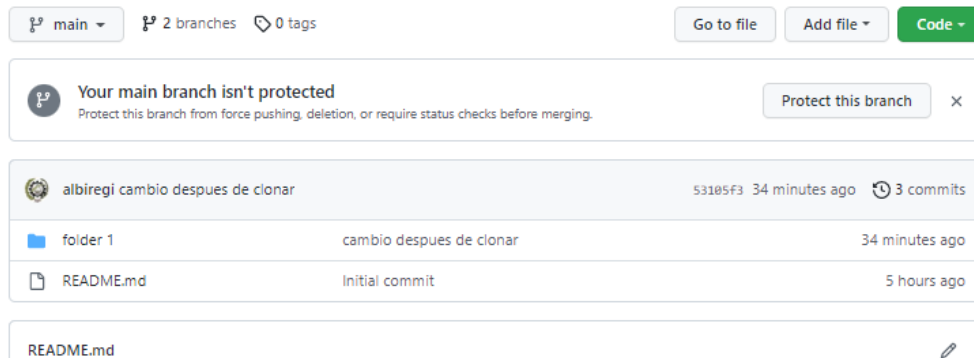 main 2 branches 0 tags Go to file Add file Code
Your main branch isn't protected
Protect this branch from force pushing, deletion, or require status checks before merging.
Protect this branch
albiregi cambio despues de clonar 53105f3 34 minutes ago 3 commits
folder 1 cambio despues de clonar 34 minutes ago
README.md Initial commit 5 hours ago
README.md